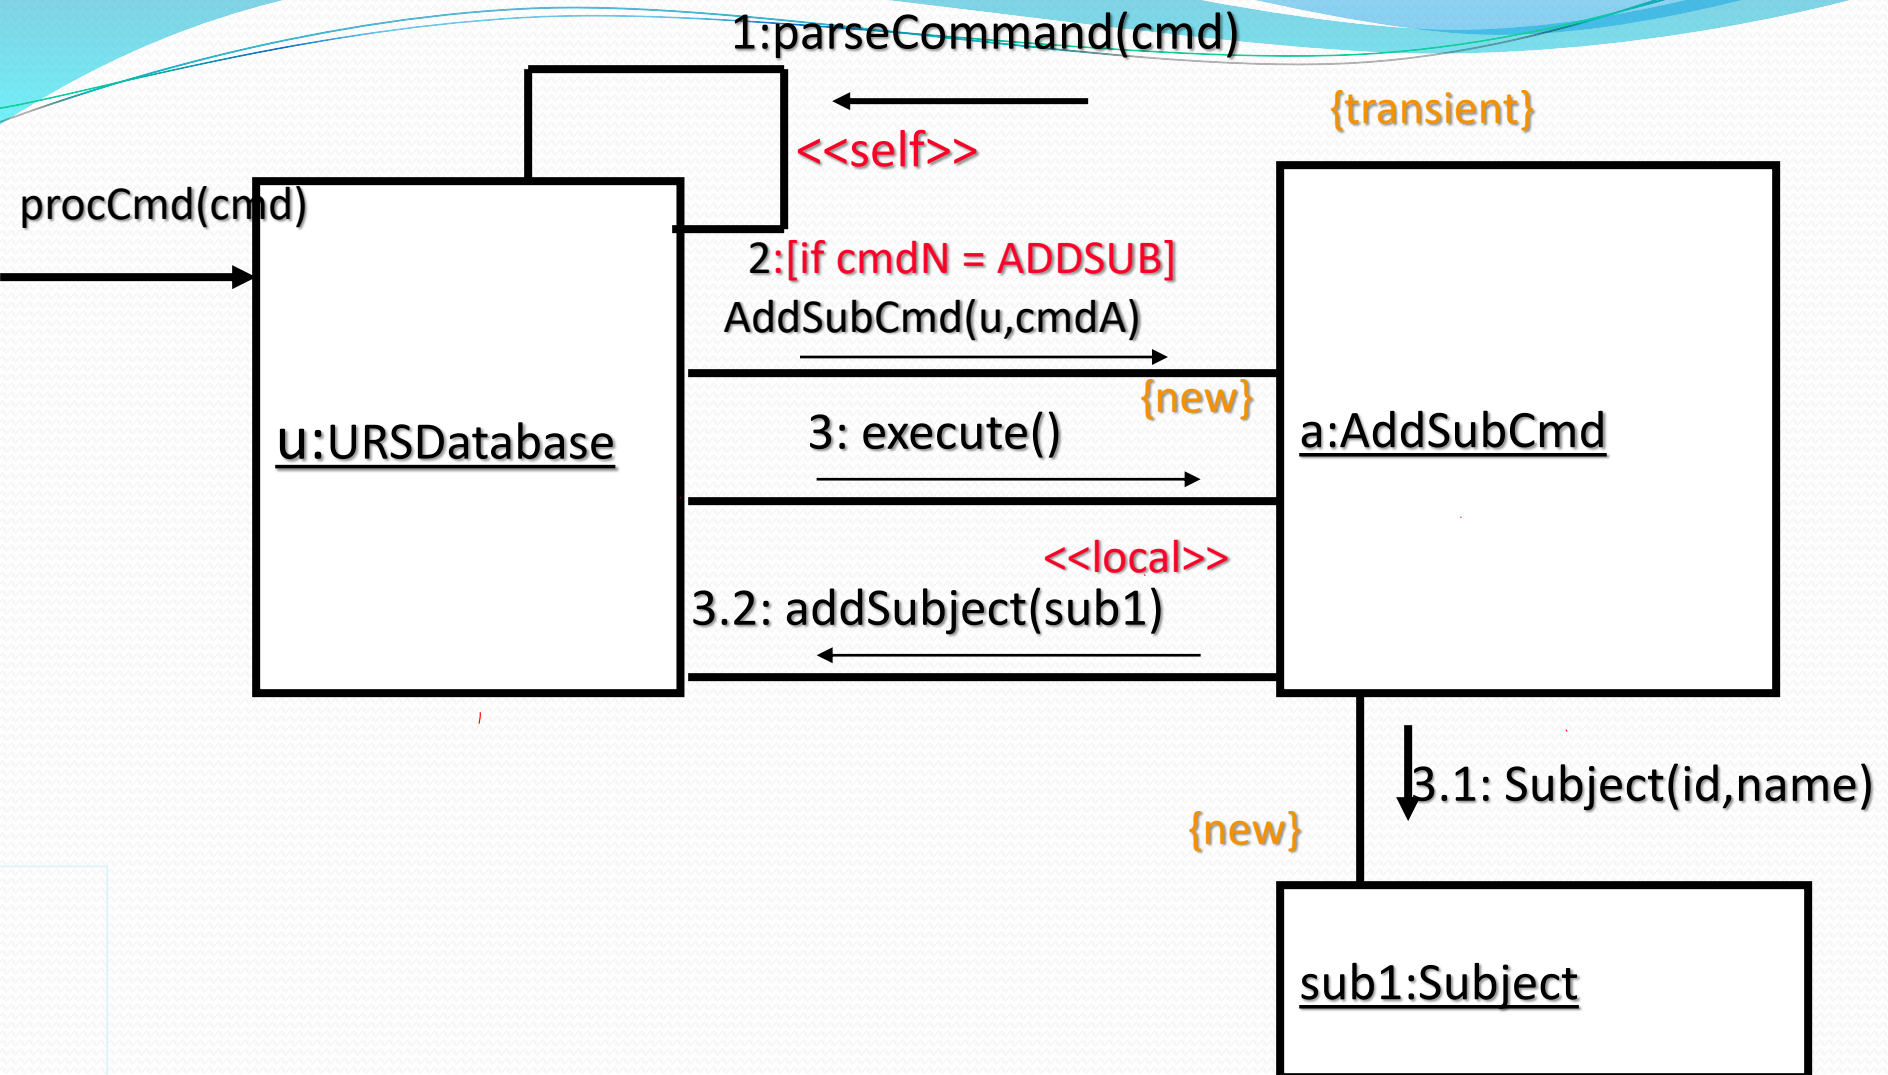 1:parseCommand(cmd)
{transient}
<<self>>
procCmd(cmd)
2:[if cmdN = ADDSUB]
AddSubCmd(u,cmdA)
{new}
3: execute()
u:URSDatabase
a:AddSubCmd
<<local>>
3.2: addSubject(sub1)
3.1: Subject(id,name)
{new}
sub1:Subject